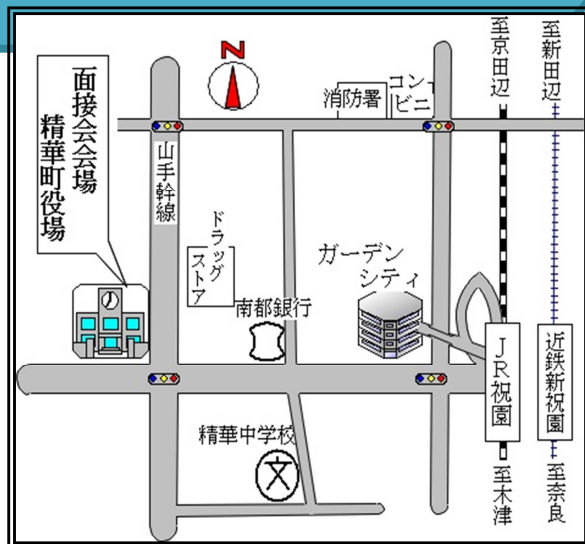 面接会会場
精華町役場
N
山手幹線
消防署
コンビニ
至京田辺
至新田辺
ドラッグ
ストア
ガーデン
シティ
南都銀行
JR祝園
近鉄新祝園
精華中学校
文
至木津
至奈良